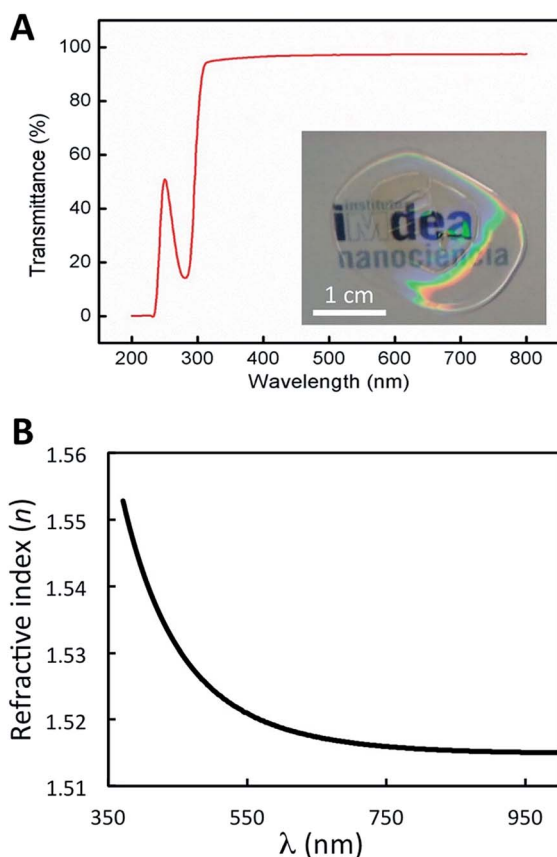 A
Transmittance (%)
100
80
60
40
20
0
instituto
imdea
nanociencia
1 cm
200 300 400 500 600 700 800
Wavelength (nm)
B
Refractive index (n)
1.56
1.55
1.54
1.53
1.52
1.51
350 550 750 950
λ (nm)